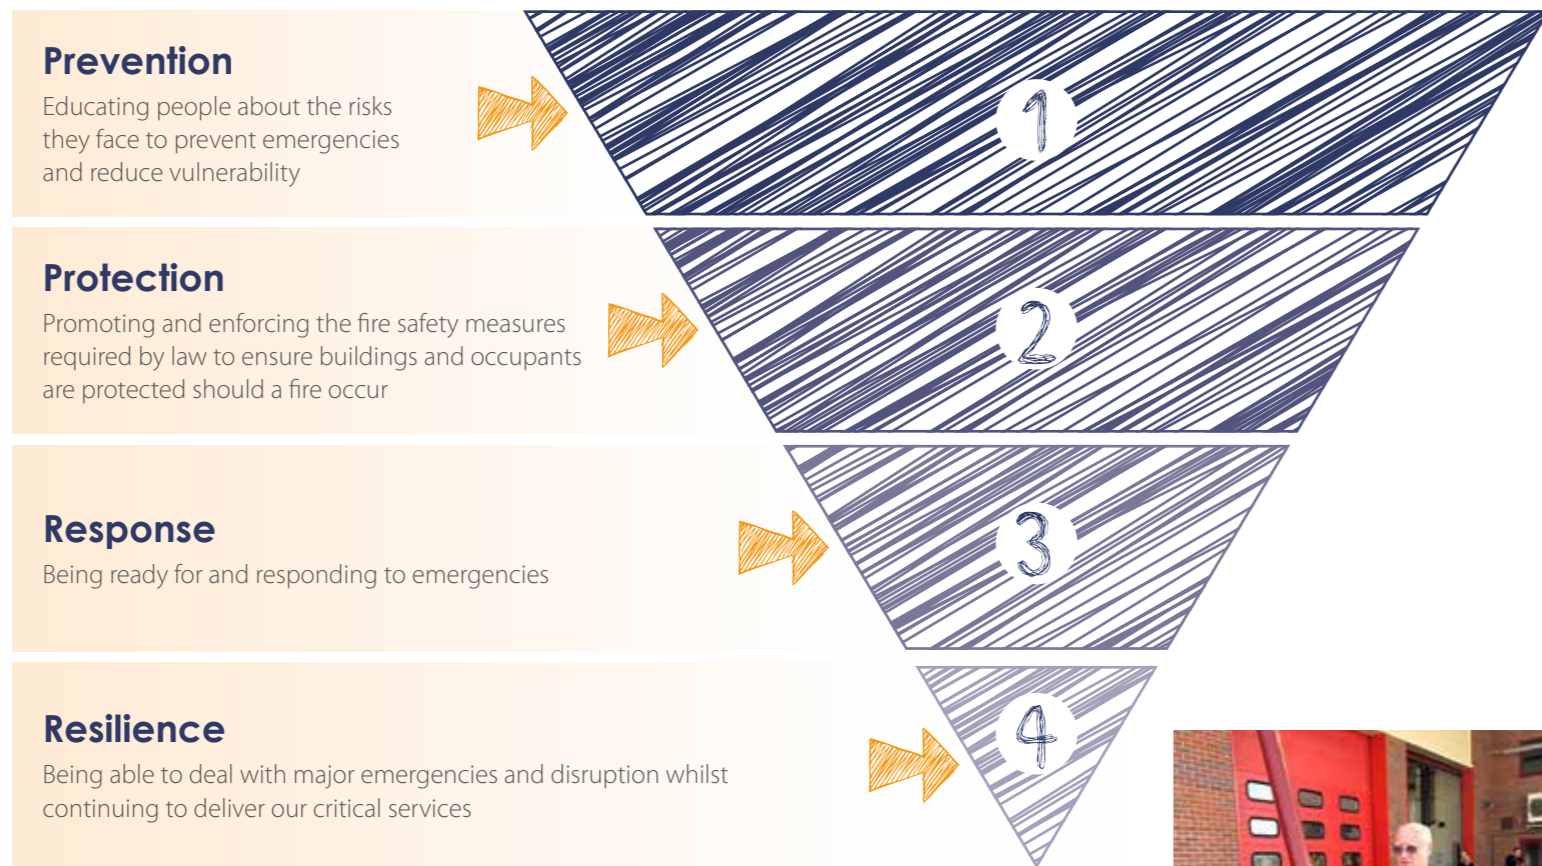 Prevention
Educating people about the risks
they face to prevent emergencies
and reduce vulnerability
1
Protection
Promoting and enforcing the fire safety measures
required by law to ensure buildings and occupants
are protected should a fire occur
2
Response
Being ready for and responding to emergencies
3
Resilience
Being able to deal with major emergencies and disruption whilst
continuing to deliver our critical services
4